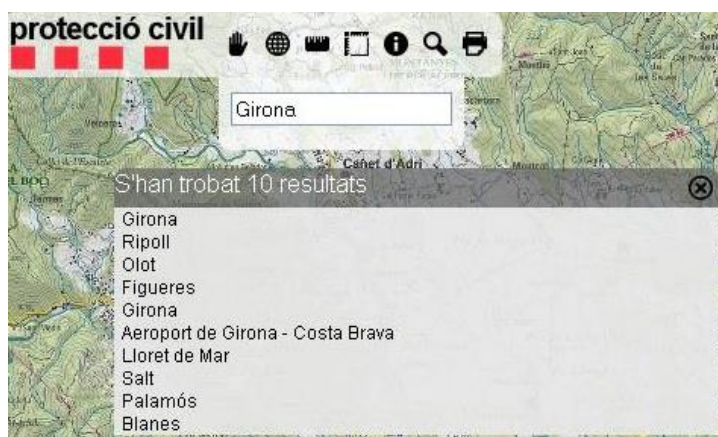 protecció civil
Girona
Canet d'Adri
S'han trobat 10 resultats
Girona
Ripoll
Olot
Figueres
Girona
Aeroport de Girona - Costa Brava
Lloret de Mar
Salt
Palamós
Blanes